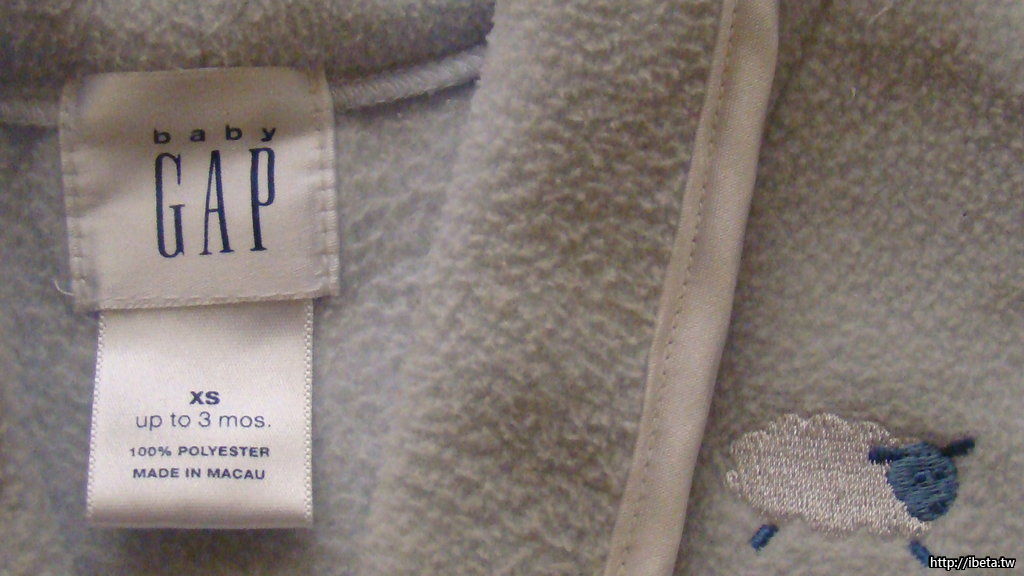 baby
GAP
XS
up to 3 mos.
100% POLYESTER
MADE IN MACAU
http://ibeta.tw